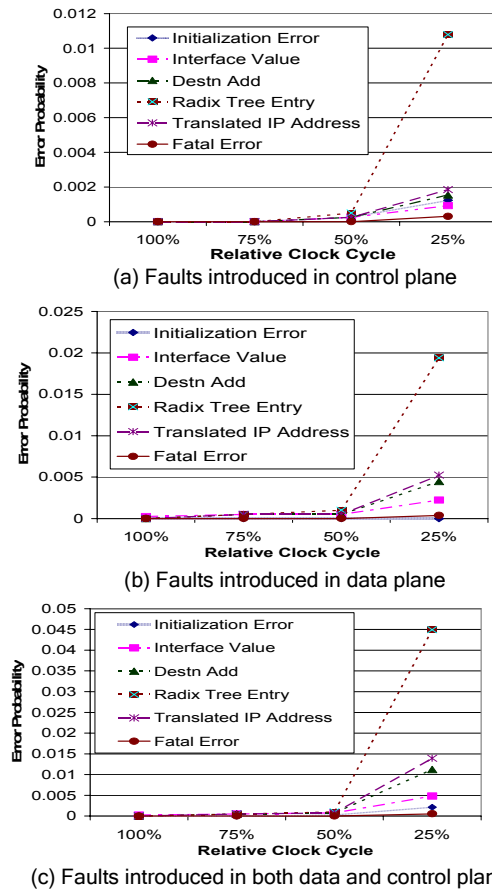 0.012
0.01
0.008
0.006
0.004
0.002
0
Error Probability
Initialization Error
Interface Value
Destn Add
Radix Tree Entry
Translated IP Address
Fatal Error
100% 75% 50% 25%
Relative Clock Cycle
(a) Faults introduced in control plane
0.025
0.02
0.015
0.01
0.005
0
Error Probability
Initialization Error
Interface Value
Destn Add
Radix Tree Entry
Translated IP Address
Fatal Error
100% 75% 50% 25%
Relative Clock Cycle
(b) Faults introduced in data plane
0.05
0.045
0.04
0.035
0.03
0.025
0.02
0.015
0.01
0.005
0
Error Probability
Initialization Error
Interface Value
Destn Add
Radix Tree Entry
Translated IP Address
Fatal Error
100% 75% 50% 25%
Relative Clock Cycle
(c) Faults introduced in both data and control plan